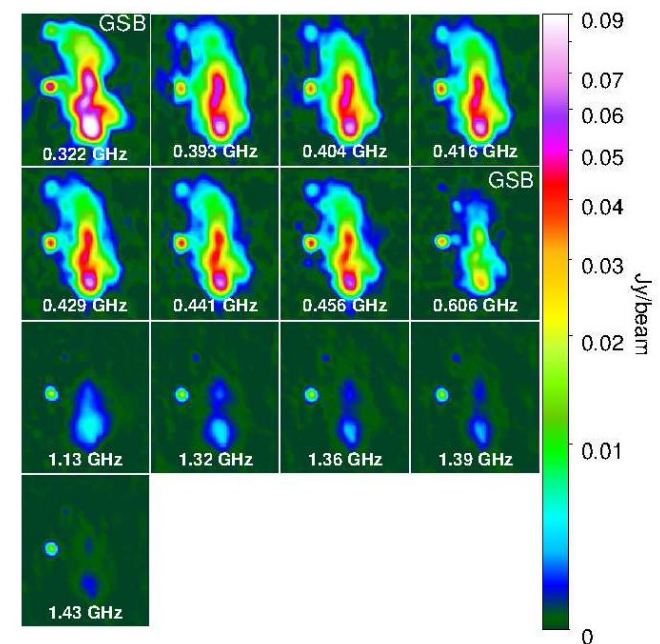 GSB
0.322 GHz 0.393 GHz 0.404 GHz 0.416 GHz
GSB
0.429 GHz 0.441 GHz 0.456 GHz 0.606 GHz
1.13 GHz 1.32 GHz 1.36 GHz 1.39 GHz
1.43 GHz
0.09
0.07
0.06
0.05
0.04
0.03
0.02
0.01
0
Jy/beam